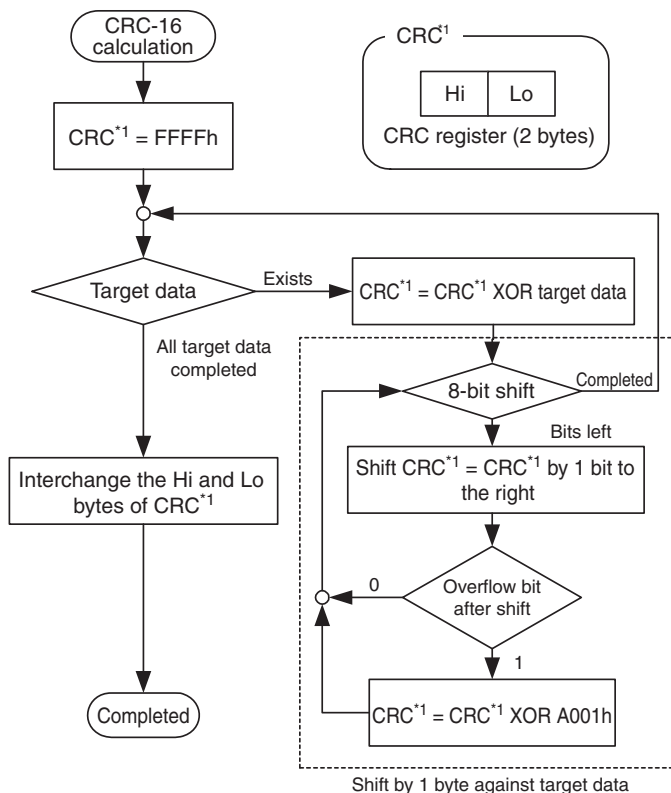 CRC-16
calculation
CRC*1
Hi
Lo
CRC register (2 bytes)
CRC*1 = FFFFh
Target data
Exists
CRC*1 = CRC*1 XOR target data
All target data
completed
8-bit shift
Completed
Bits left
Interchange the Hi and Lo
bytes of CRC*1
Shift CRC*1 = CRC*1 by 1 bit to
the right
0
Overflow bit
after shift
1
Completed
CRC*1 = CRC*1 XOR A001h
Shift by 1 byte against target data